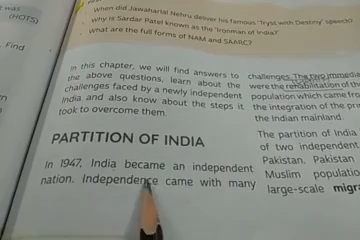 t was
(HOTS)
Find
When did Jawaharlal Nehru deliver his famous 'Tryst with Destiny' speech?
Why is Sardar Patel known as the 'Ironman of India'?
What are the full forms of NAM and SAARC?
In this chapter, we will find answers to
the above questions, learn about the
challenges faced by a newly independent
India and also know about the steps it
took to overcome them.
PARTITION OF INDIA
In 1947, India became an independent
nation. Independence came with many
challenges. The two immedia
were the rehabilitation of th
population which came fro
the integration of the pr
the Indian mainland.
The partition of India
of two independent
Pakistan. Pakistan
Muslim populatio
large-scale migra